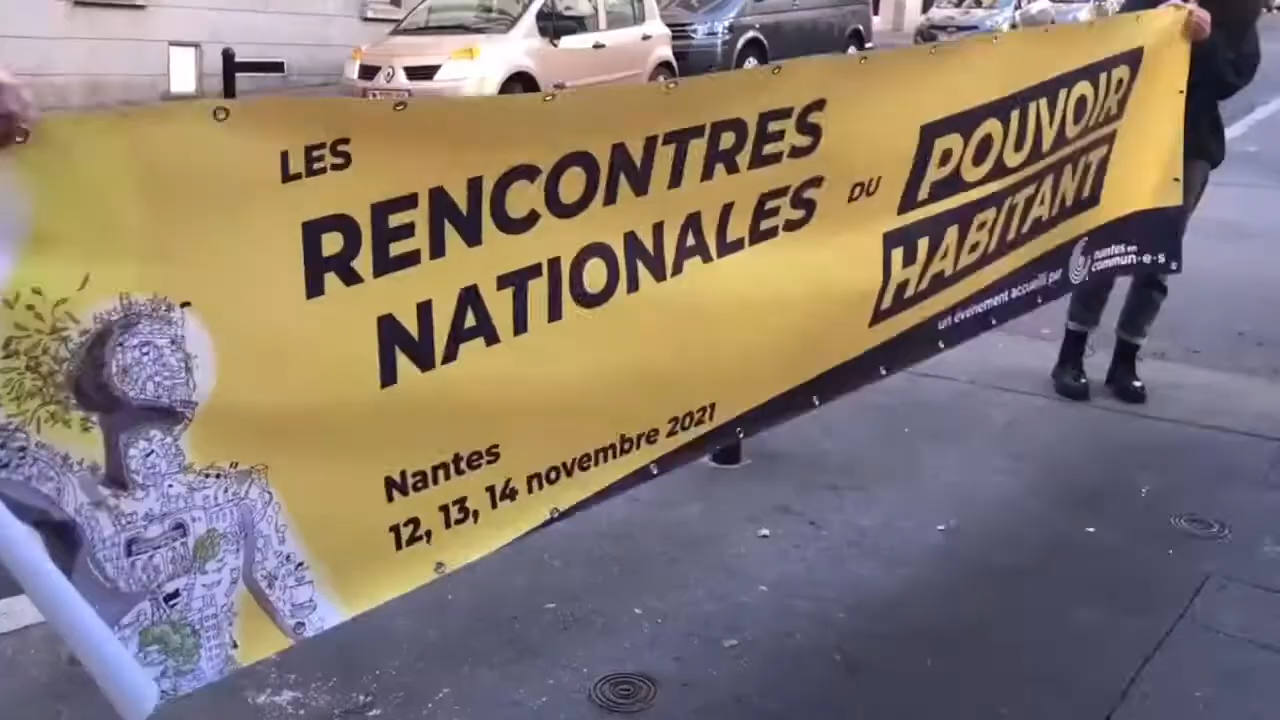 LES
RENCONTRES
NATIONALES
DU
POUVOIR
HABITANT
un événement accueilli par
nantes en
commun·e·s
Nantes
12, 13, 14 novembre 2021